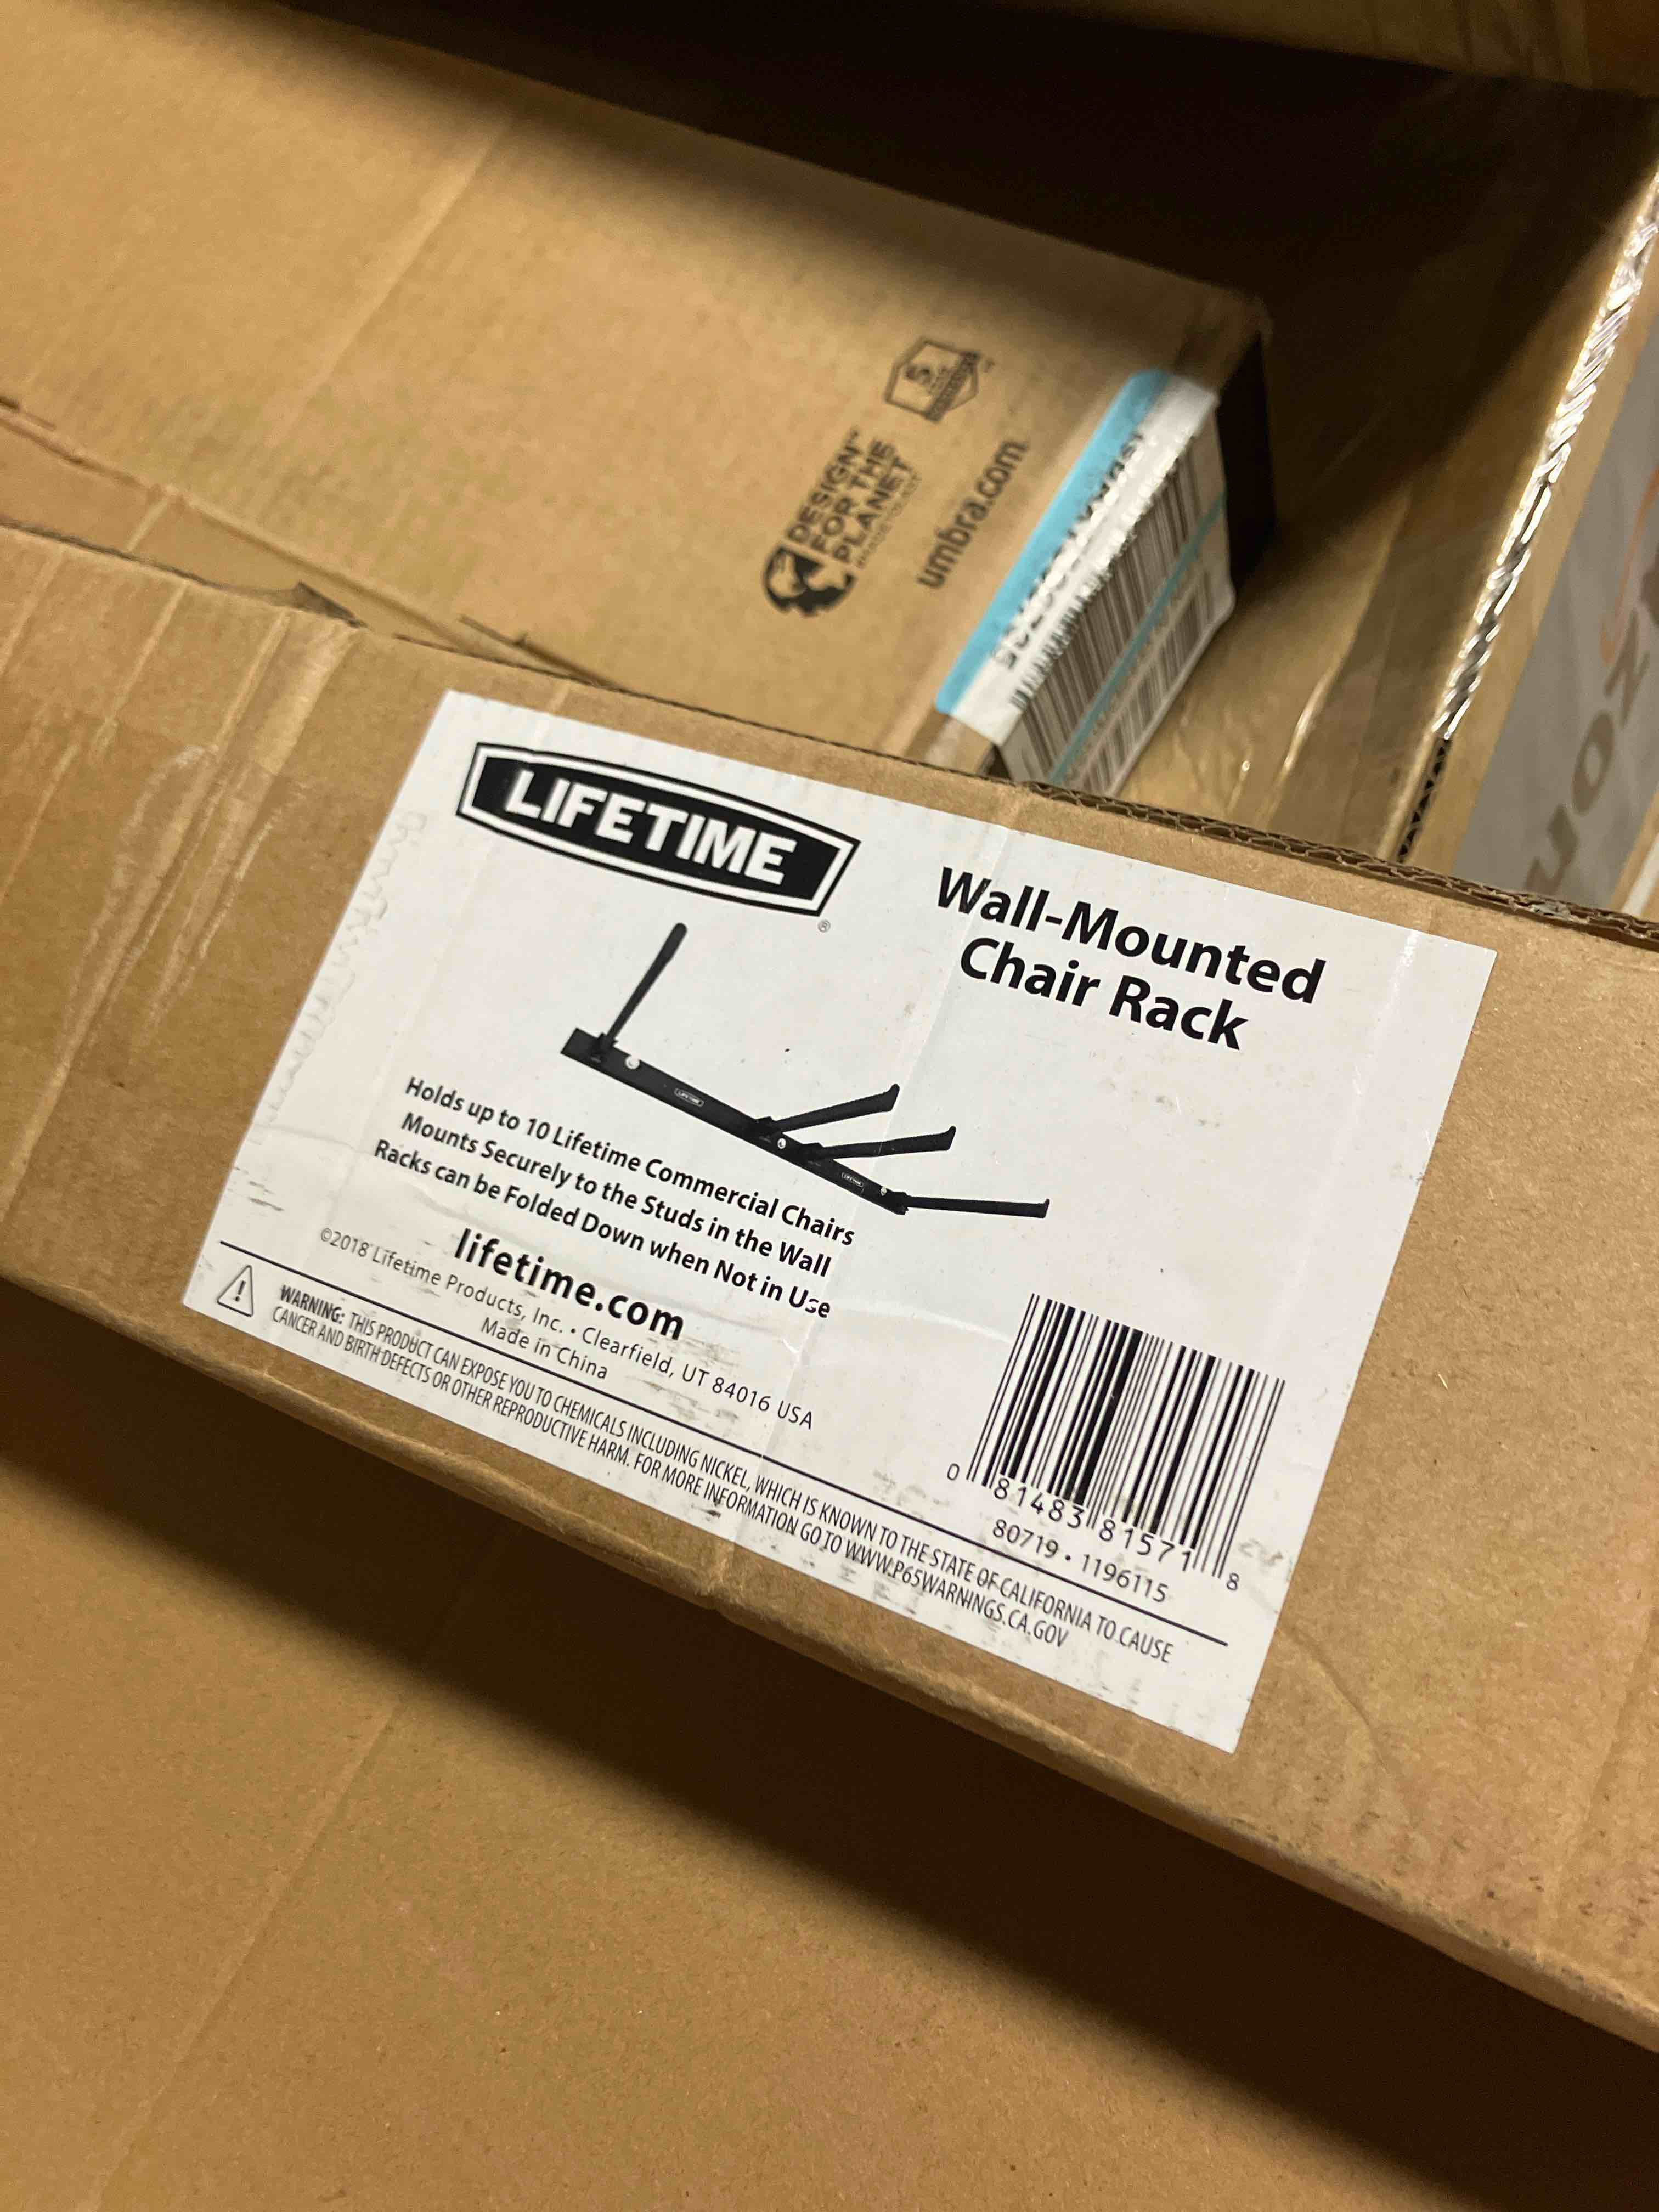 DESIGN™
FOR THE
PLANET
umbra.com
LIFETIME
®
Wall-Mounted
Chair Rack
LIFETIME
LIFETIME
Holds up to 10 Lifetime Commercial Chairs
Mounts Securely to the Studs in the Wall
Racks can be Folded Down when Not in Use
lifetime.com
©2018 Lifetime Products, Inc. • Clearfield, UT 84016 USA
Made in China
0 81483 81571 8
80719 • 1196115
WARNING: THIS PRODUCT CAN EXPOSE YOU TO CHEMICALS INCLUDING NICKEL, WHICH IS KNOWN TO THE STATE OF CALIFORNIA TO CAUSE
CANCER AND BIRTH DEFECTS OR OTHER REPRODUCTIVE HARM. FOR MORE INFORMATION GO TO WWW.P65WARNINGS.CA.GOV